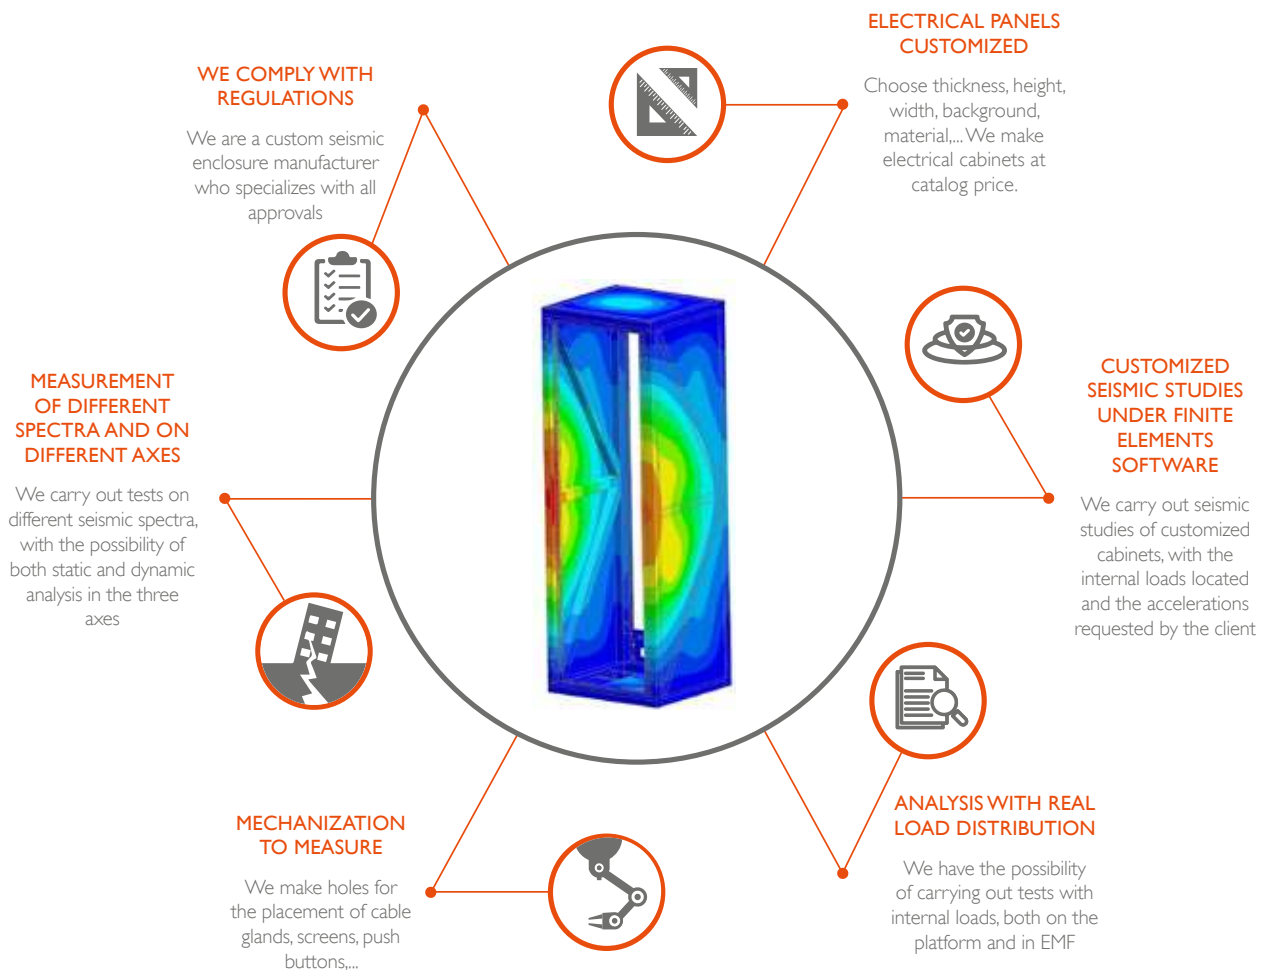 ELECTRICAL PANELS
CUSTOMIZED
Choose thickness, height,
width, background,
material,... We make
electrical cabinets at
catalog price.
WE COMPLY WITH
REGULATIONS
We are a custom seismic
enclosure manufacturer
who specializes with all
approvals
CUSTOMIZED
SEISMIC STUDIES
UNDER FINITE
ELEMENTS
SOFTWARE
We carry out seismic
studies of customized
cabinets, with the
internal loads located
and the accelerations
requested by the client
MEASUREMENT
OF DIFFERENT
SPECTRA AND ON
DIFFERENT AXES
We carry out tests on
different seismic spectra,
with the possibility of
both static and dynamic
analysis in the three
axes
ANALYSIS WITH REAL
LOAD DISTRIBUTION
We have the possibility
of carrying out tests with
internal loads, both on the
platform and in EMF
MECHANIZATION
TO MEASURE
We make holes for
the placement of cable
glands, screens, push
buttons,...